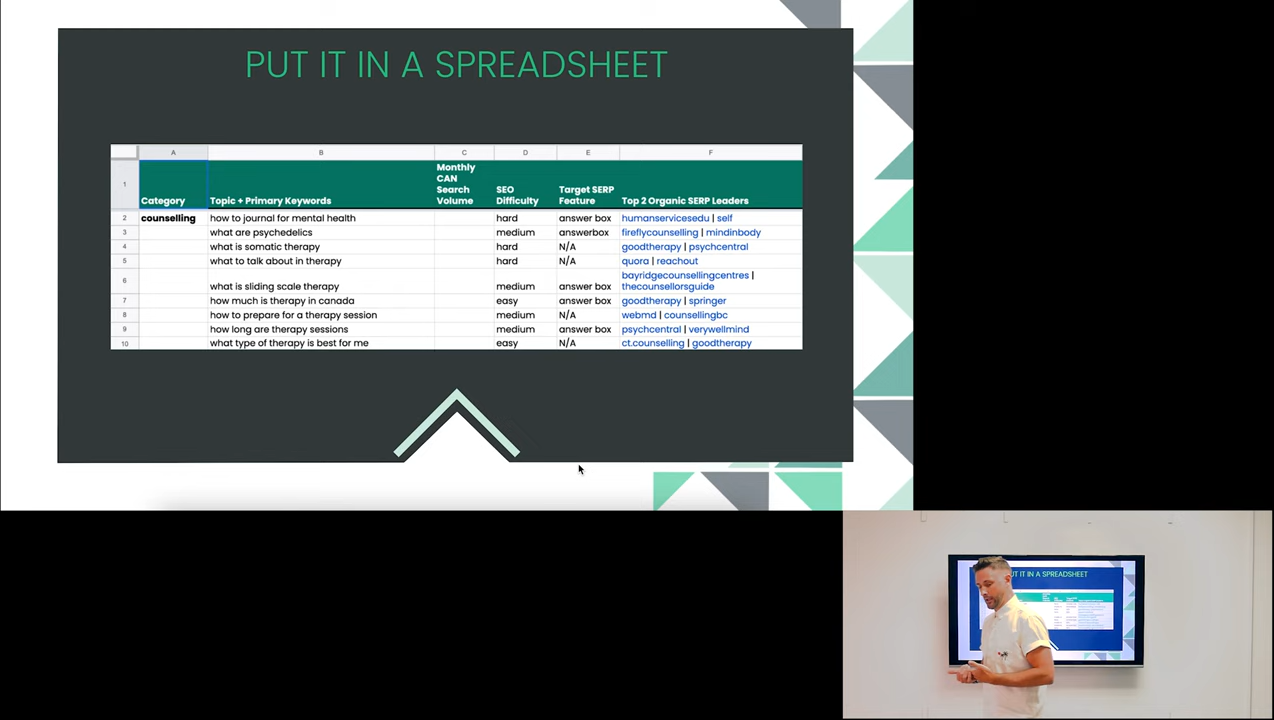 PUT IT IN A SPREADSHEET
A B C D E F
1 Category Topic + Primary Keywords Monthly CAN Search Volume SEO Difficulty Target SERP Feature Top 2 Organic SERP Leaders
2 counselling how to journal for mental health hard answer box humanservicesedu | self
3 what are psychedelics medium answerbox fireflycounselling | mindinbody
4 what is somatic therapy hard N/A goodtherapy | psychcentral
5 what to talk about in therapy hard N/A quora | reachout
6 what is sliding scale therapy medium answer box bayridgecounsellingcentres | thecounsellorsguide
7 how much is therapy in canada easy answer box goodtherapy | springer
8 how to prepare for a therapy session medium N/A webmd | counsellingbc
9 how long are therapy sessions medium answer box psychcentral | verywellmind
10 what type of therapy is best for me easy N/A ct.counselling | goodtherapy
PUT IT IN A SPREADSHEET